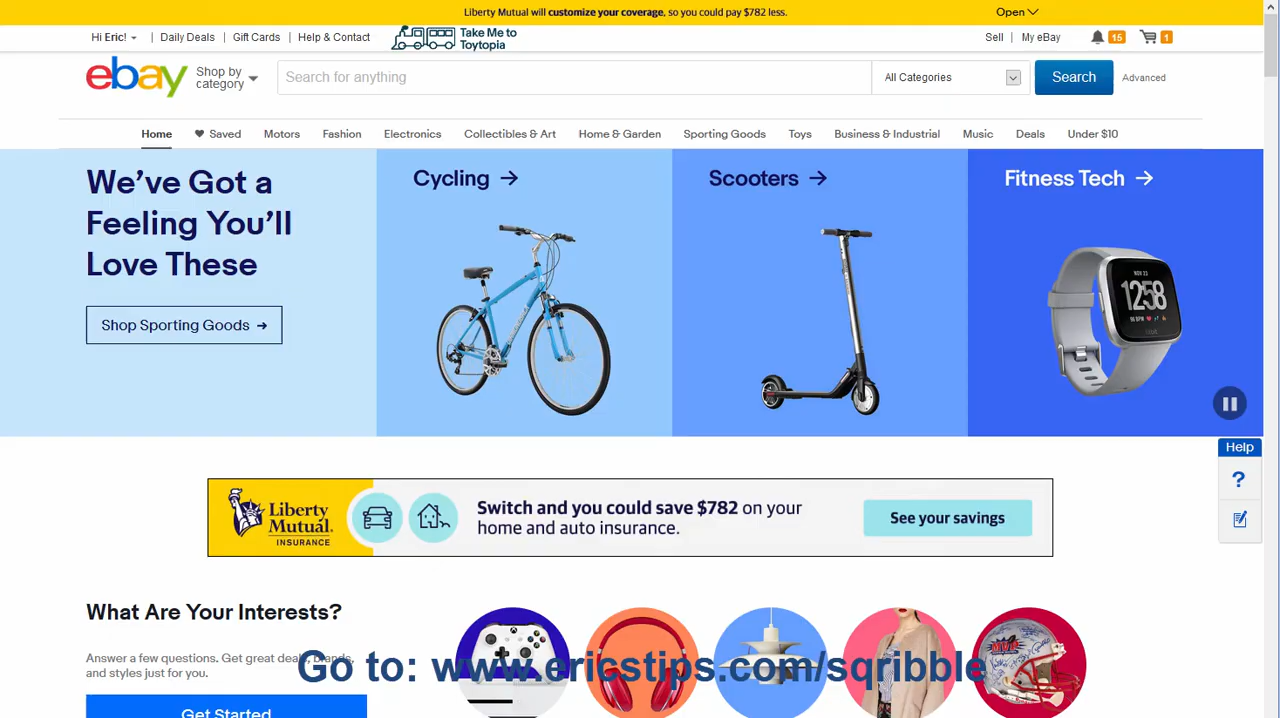 Liberty Mutual will customize your coverage, so you could pay $782 less.
Open
Hi Eric!
Daily Deals
Gift Cards
Help & Contact
Take Me to
Toytopia
Sell
My eBay
15
1
ebay
Shop by
category
Search for anything
All Categories
Search
Advanced
Home
Saved
Motors
Fashion
Electronics
Collectibles & Art
Home & Garden
Sporting Goods
Toys
Business & Industrial
Music
Deals
Under $10
We've Got a
Feeling You'll
Love These
Shop Sporting Goods →
Cycling →
Scooters →
Fitness Tech →
NOV 23
12:58
Help
?
Liberty
Mutual.
INSURANCE
Switch and you could save $782 on your
home and auto insurance.
See your savings
What Are Your Interests?
Answer a few questions. Get great deals, brands,
and styles just for you.
Get Started
MVP
Go to: www.ericstips.com/sqribble